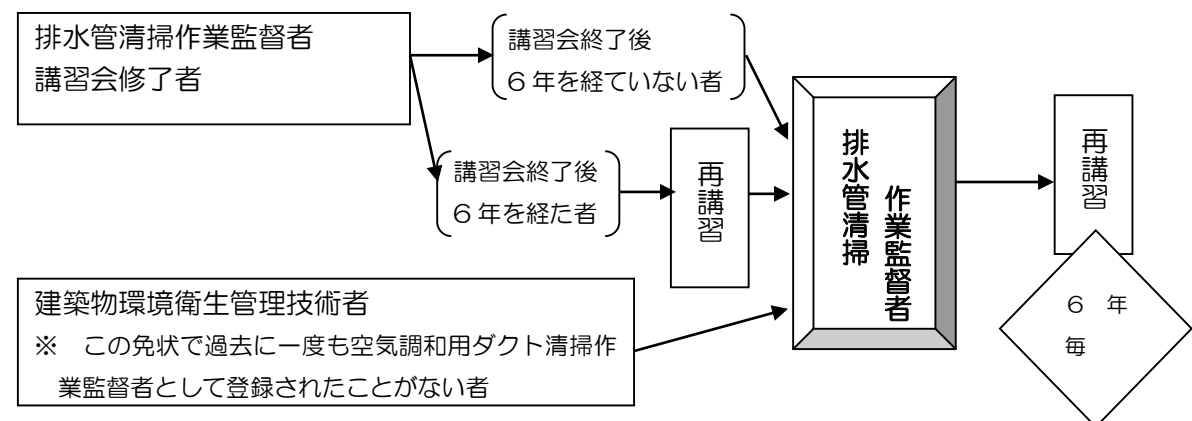 排水管清掃作業監督者
講習会修了者
講習会終了後
６年を経ていない者
講習会終了後
６年を経た者
再講習
建築物環境衛生管理技術者
※　この免状で過去に一度も空気調和用ダクト清掃作
業監督者として登録されたことがない者
排水管清掃
作業監督者
再講習
６　年
毎